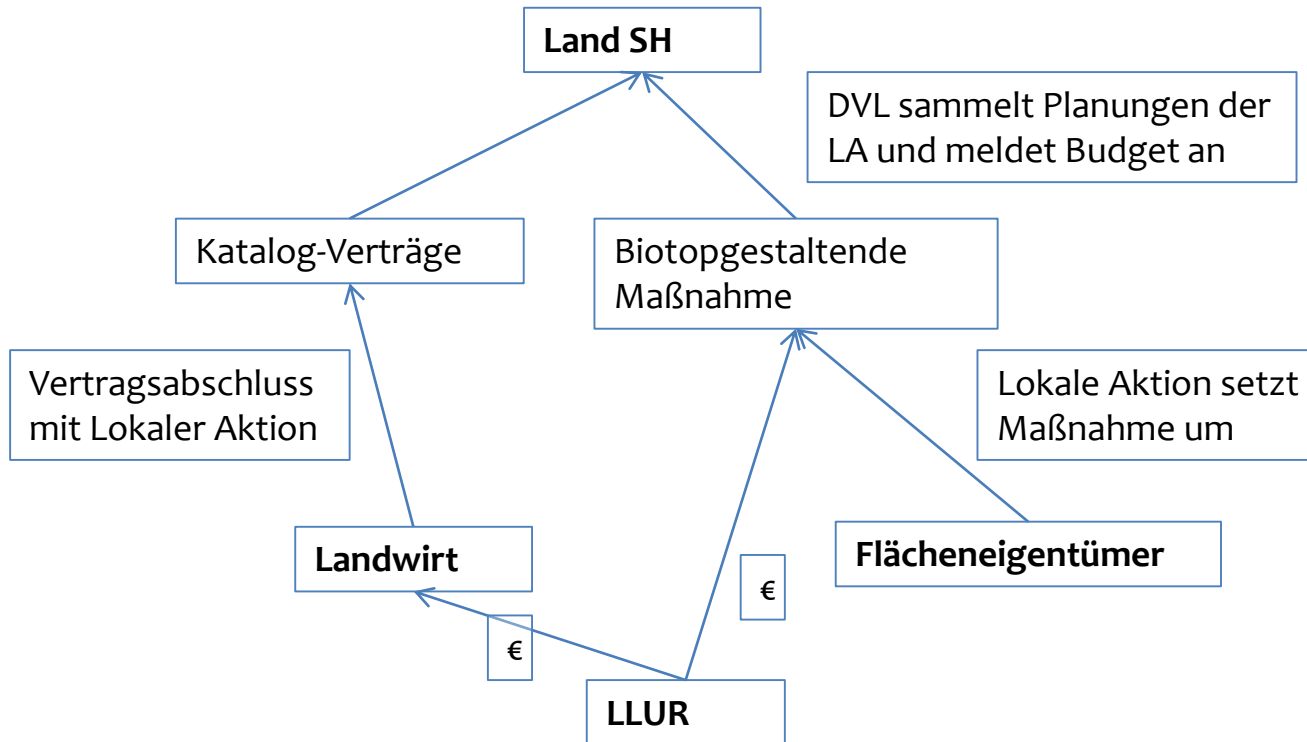 Land SH
DVL sammelt Planungen der
LA und meldet Budget an
Katalog-Verträge
Biotopgestaltende
Maßnahme
Vertragsabschluss
mit Lokaler Aktion
Lokale Aktion setzt
Maßnahme um
Landwirt
Flächeneigentümer
€
€
LLUR